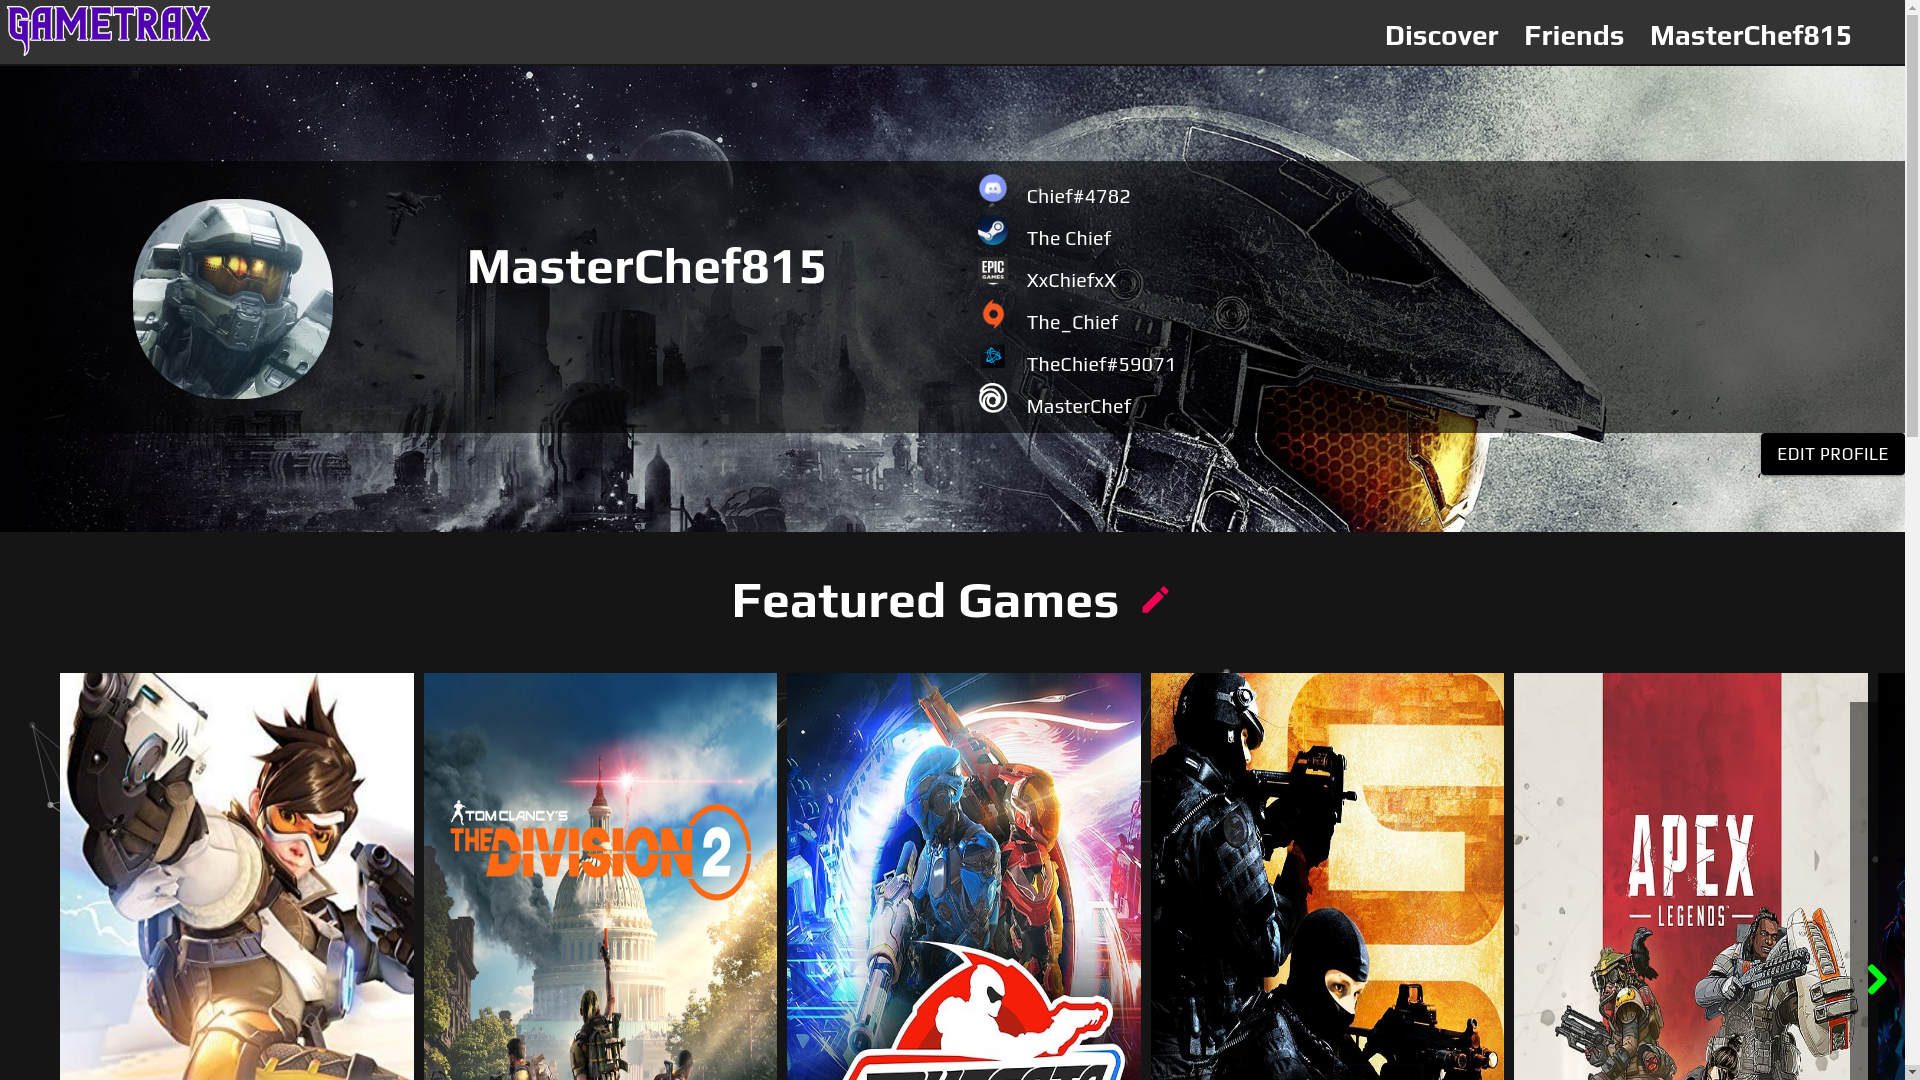 GAMETRAX
Discover
Friends
MasterChef815
MasterChef815
Chief#4782
The Chief
EPIC
GAMES
XxChiefxX
The_Chief
TheChief#59071
MasterChef
EDIT PROFILE
Featured Games
TOM CLANCY'S
THE DIVISION 2
APEX
LEGENDS